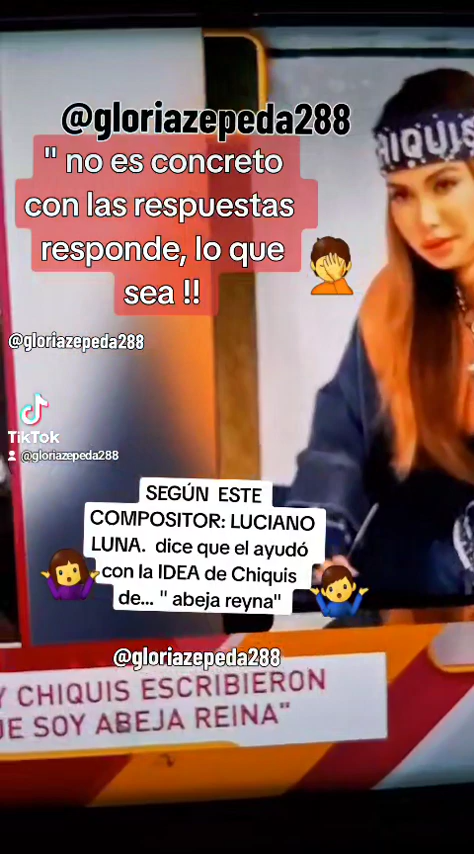 @gloriazepeda288
" no es concreto
con las respuestas
responde, lo que
sea !!
CHIQUIS
@gloriazepeda288
TikTok
@gloriazepeda288
SEGÚN ESTE
COMPOSITOR: LUCIANO
LUNA. dice que el ayudó
con la IDEA de Chiquis
de... " abeja reyna"
@gloriazepeda288
Y CHIQUIS ESCRIBIERON
UE SOY ABEJA REINA"